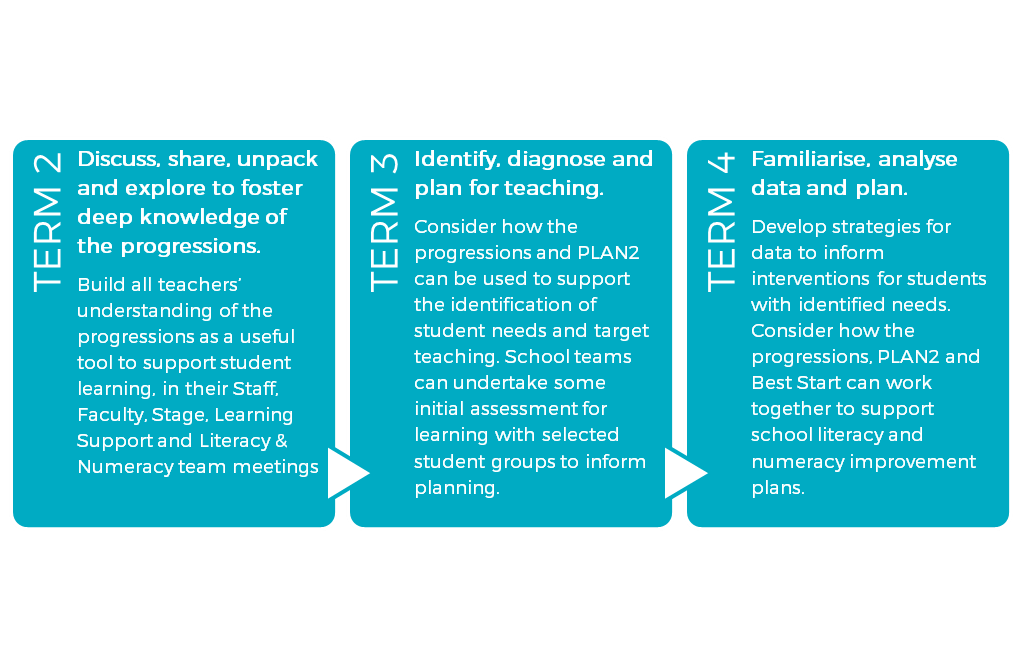 TERM 2
Discuss, share, unpack
and explore to foster
deep knowledge of
the progressions.
Build all teachers’
understanding of the
progressions as a useful
tool to support student
learning, in their Staff,
Faculty, Stage, Learning
Support and Literacy &
Numeracy team meetings
TERM 3
Identify, diagnose and
plan for teaching.
Consider how the
progressions and PLAN2
can be used to support
the identification of
student needs and target
teaching. School teams
can undertake some
initial assessment for
learning with selected
student groups to inform
planning.
TERM 4
Familiarise, analyse
data and plan.
Develop strategies for
data to inform
interventions for students
with identified needs.
Consider how the
progressions, PLAN2 and
Best Start can work
together to support
school literacy and
numeracy improvement
plans.